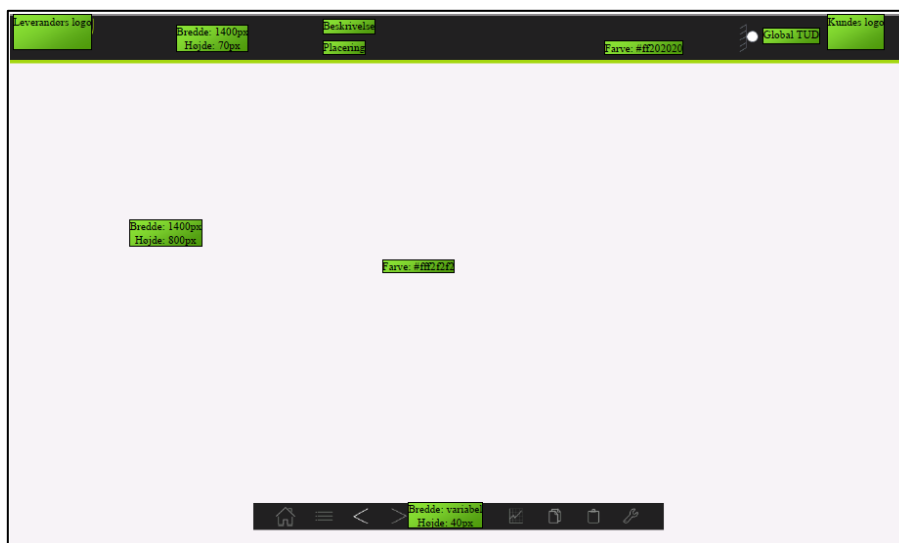 Leverandørs logo
Bredde: 1400px
Højde: 70px
Beskrivelse
Placering
Farve: #ff202020
Global TUD
Kundes logo
Bredde: 1400px
Højde: 800px
Farve: #fff2f2f2
Bredde: variabel
Højde: 40px